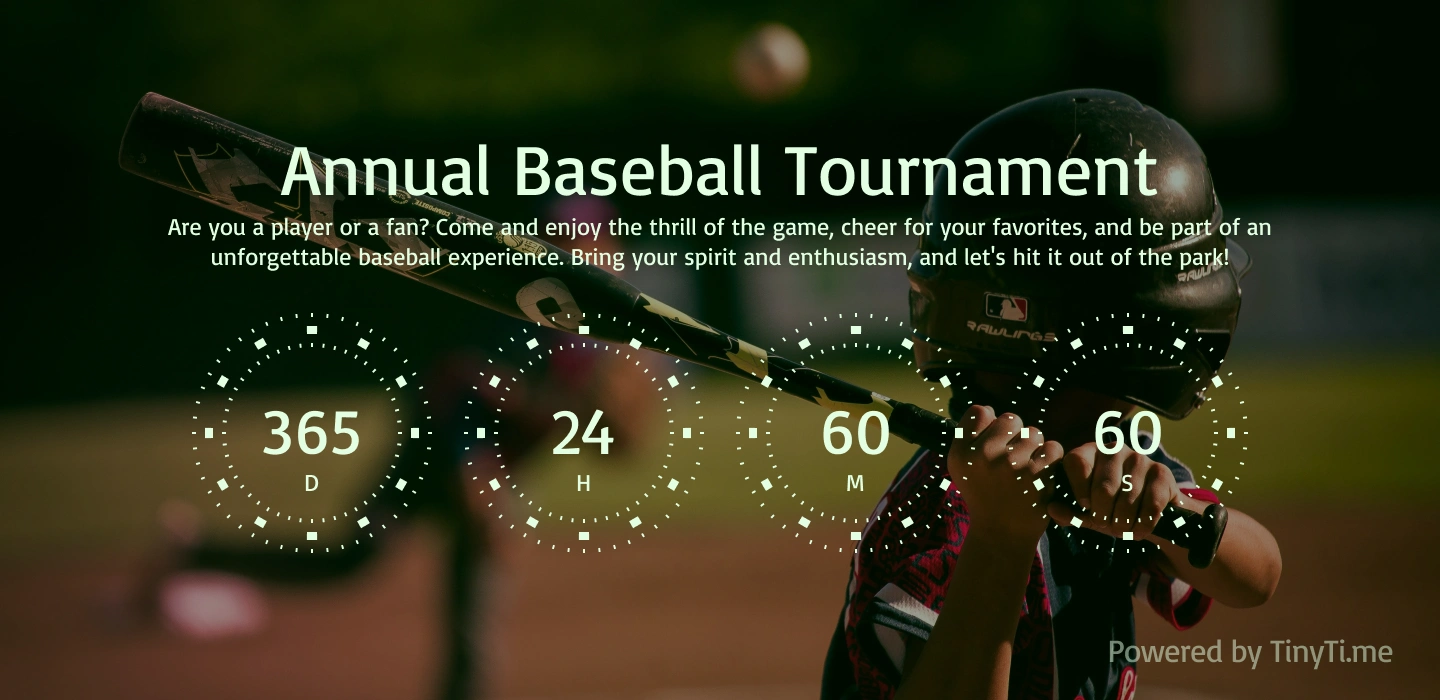 Annual Baseball Tournament
Are you a player or a fan? Come and enjoy the thrill of the game, cheer for your favorites, and be part of an
unforgettable baseball experience. Bring your spirit and enthusiasm, and let's hit it out of the park!
COMPOSITE
RAWLINGS
365 24 60 60
D H M S
Powered by TinyTi.me